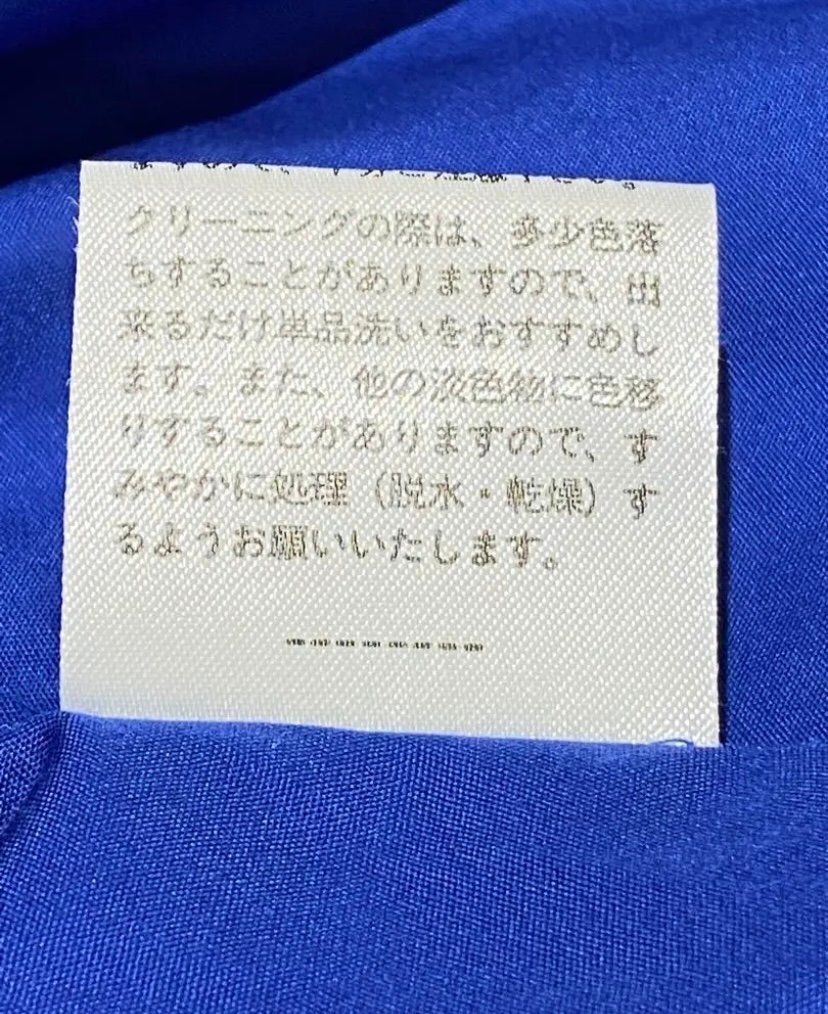 クリーニングの際は、多少色落
ちすることがありますので、出
来るだけ単品洗いをおすすめし
ます。また、他の淡色物に色移
りすることがありますので、す
みやかに処理（脱水・乾燥）す
るようお願いいたします。